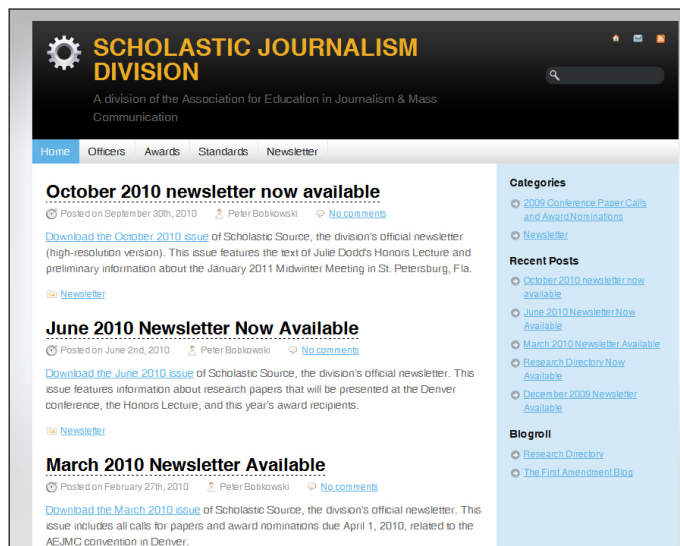 SCHOLASTIC JOURNALISM
DIVISION
A division of the Association for Education in Journalism & Mass
Communication
Home Officers Awards Standards Newsletter
October 2010 newsletter now available
Posted on September 30th, 2010 Peter Bobkowski No comments
Download the October 2010 issue of Scholastic Source, the division's official newsletter
(high-resolution version). This issue features the text of Julie Dodd's Honors Lecture and
preliminary information about the January 2011 Midwinter Meeting in St. Petersburg, Fla.
Newsletter
June 2010 Newsletter Now Available
Posted on June 2nd, 2010 Peter Bobkowski No comments
Download the June 2010 issue of Scholastic Source, the division's official newsletter. This
issue features information about research papers that will be presented at the Denver
conference, the Honors Lecture, and this year's award recipients.
Newsletter
March 2010 Newsletter Available
Posted on February 27th, 2010 Peter Bobkowski No comments
Download the March 2010 issue of Scholastic Source, the division's official newsletter. This
issue includes all calls for papers and award nominations due April 1, 2010, related to the
AEJMC convention in Denver.
Categories
2009 Conference Paper Calls
and Award Nominations
Newsletter
Recent Posts
October 2010 newsletter now
available
June 2010 Newsletter Now
Available
March 2010 Newsletter Available
Research Directory Now
Available
December 2009 Newsletter
Available
Blogroll
Research Directory
The First Amendment Blog